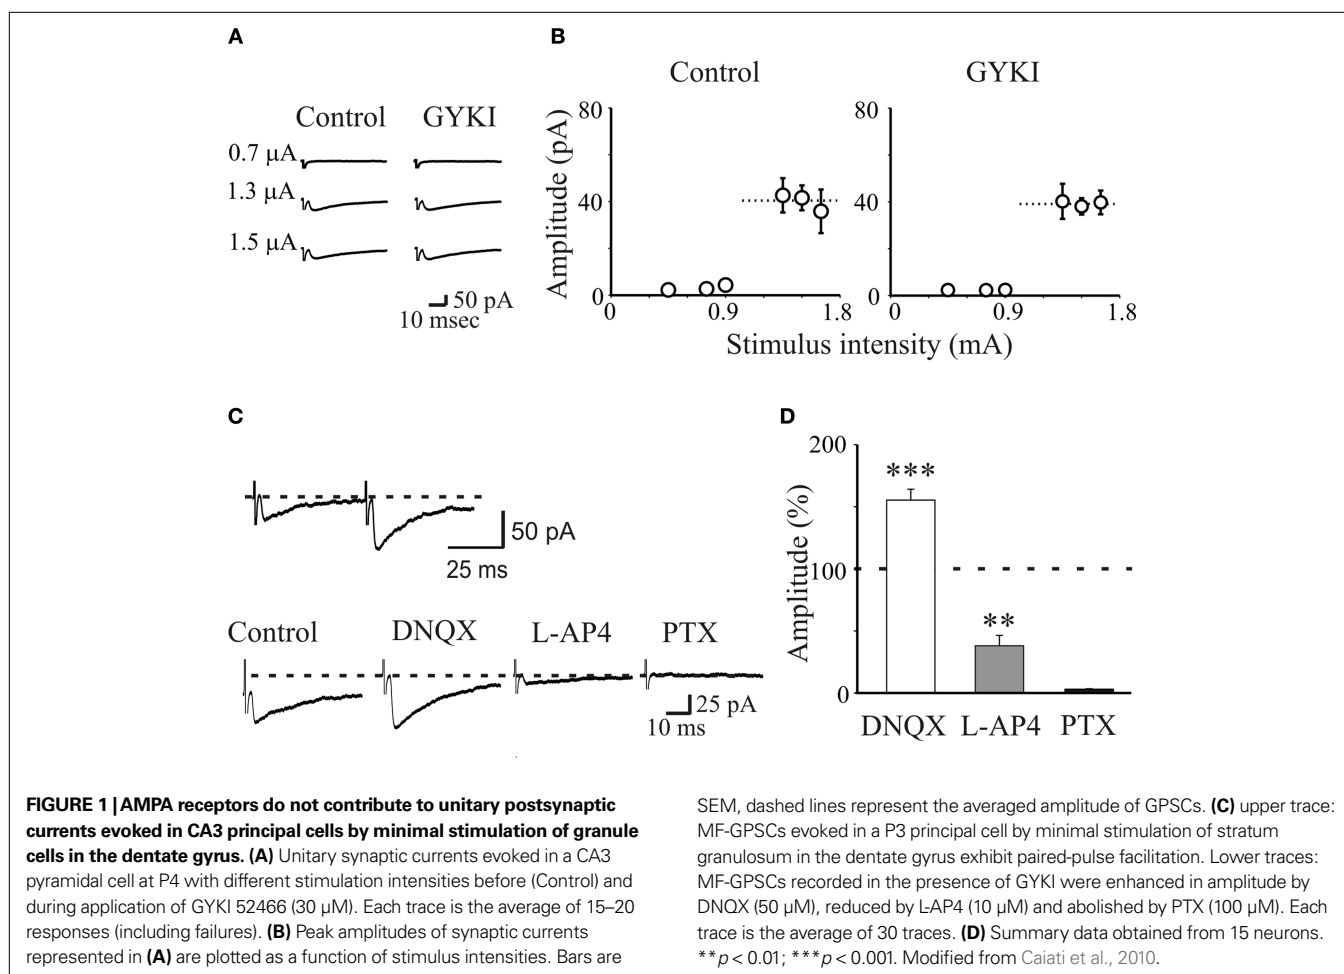 A
Control GYKI
0.7 µA
1.3 µA
1.5 µA
50 pA
10 msec
B
Control GYKI
Amplitude (pA)
80 80
40 40
0 0
0 0.9 1.8 0 0.9 1.8
Stimulus intensity (mA)
C
50 pA
25 ms
Control DNQX L-AP4 PTX
25 pA
10 ms
D
Amplitude (%)
200
***
100
**
0
DNQX L-AP4 PTX
FIGURE 1 | AMPA receptors do not contribute to unitary postsynaptic
currents evoked in CA3 principal cells by minimal stimulation of granule
cells in the dentate gyrus. (A) Unitary synaptic currents evoked in a CA3
pyramidal cell at P4 with different stimulation intensities before (Control) and
during application of GYKI 52466 (30 µM). Each trace is the average of 15–20
responses (including failures). (B) Peak amplitudes of synaptic currents
represented in (A) are plotted as a function of stimulus intensities. Bars are
SEM, dashed lines represent the averaged amplitude of GPSCs. (C) upper trace:
MF-GPSCs evoked in a P3 principal cell by minimal stimulation of stratum
granulosum in the dentate gyrus exhibit paired-pulse facilitation. Lower traces:
MF-GPSCs recorded in the presence of GYKI were enhanced in amplitude by
DNQX (50 µM), reduced by L-AP4 (10 µM) and abolished by PTX (100 µM). Each
trace is the average of 30 traces. (D) Summary data obtained from 15 neurons.
**p < 0.01; ***p < 0.001. Modified from Caiati et al., 2010.